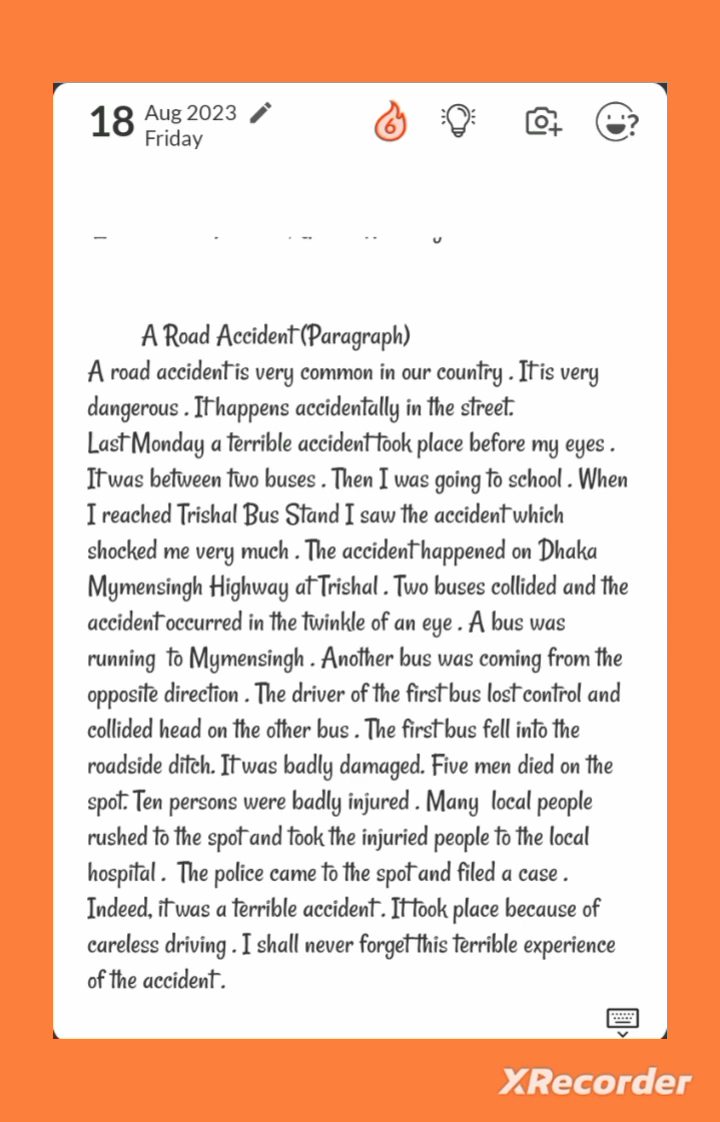 18 Aug 2023
Friday
6
?
A Road Accident (Paragraph)
A road accident is very common in our country . It is very
dangerous . It happens accidentally in the street.
Last Monday a terrible accident took place before my eyes .
It was between two buses . Then I was going to school . When
I reached Trishal Bus Stand I saw the accident which
shocked me very much . The accident happened on Dhaka
Mymensingh Highway at Trishal . Two buses collided and the
accident occurred in the twinkle of an eye . A bus was
running  to Mymensingh . Another bus was coming from the
opposite direction . The driver of the first bus lost control and
collided head on the other bus . The first bus fell into the
roadside ditch. It was badly damaged. Five men died on the
spot. Ten persons were badly injured . Many  local people
rushed to the spot and took the injuried people to the local
hospital .  The police came to the spot and filed a case .
Indeed, it was a terrible accident . It took place because of
careless driving . I shall never forget this terrible experience
of the accident .
XRecorder